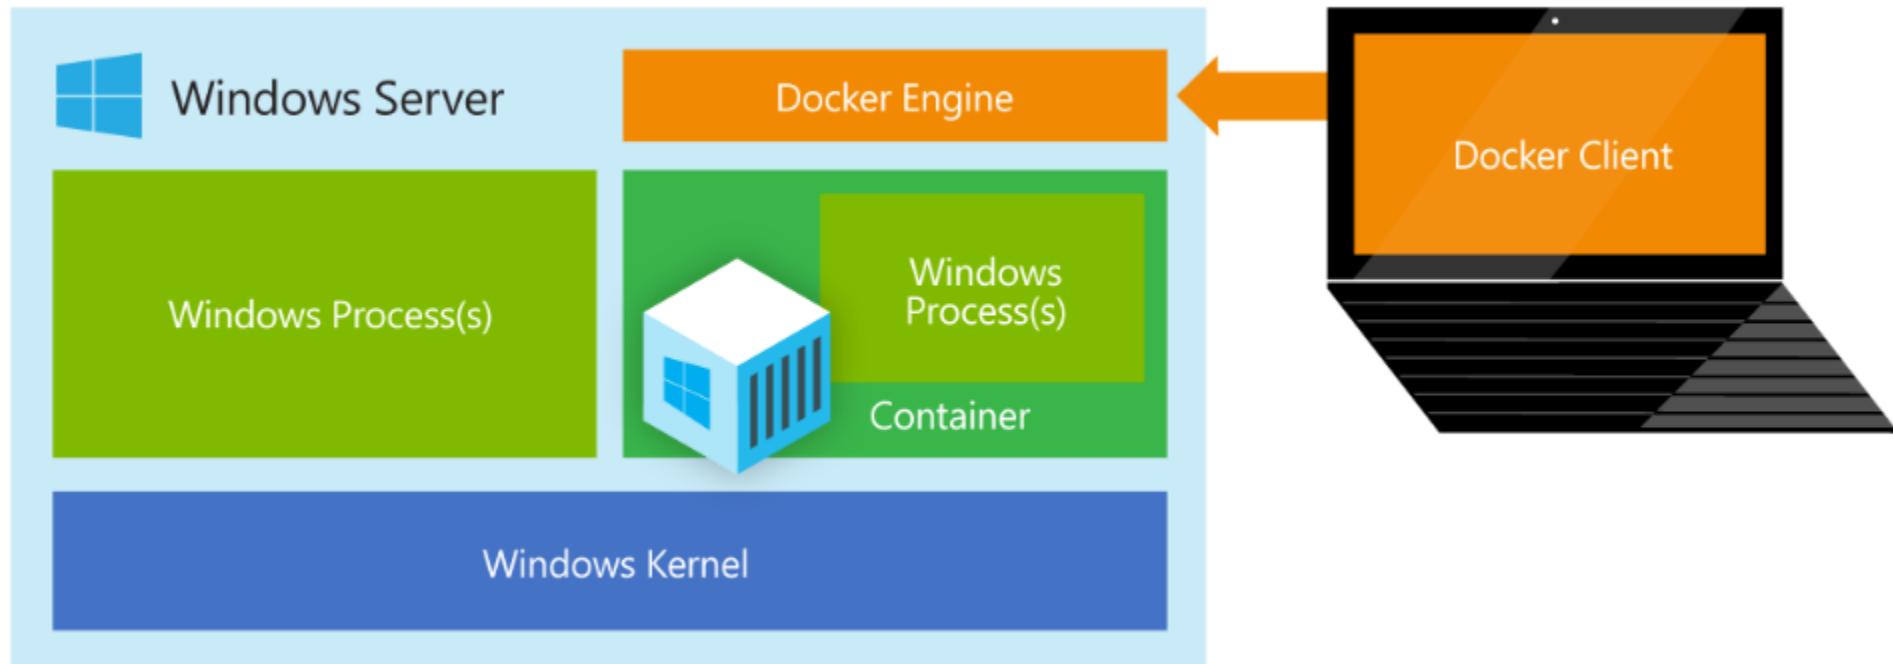 Windows Server
Docker Engine
Docker Client
Windows Process(s)
Windows
Process(s)
Container
Windows Kernel